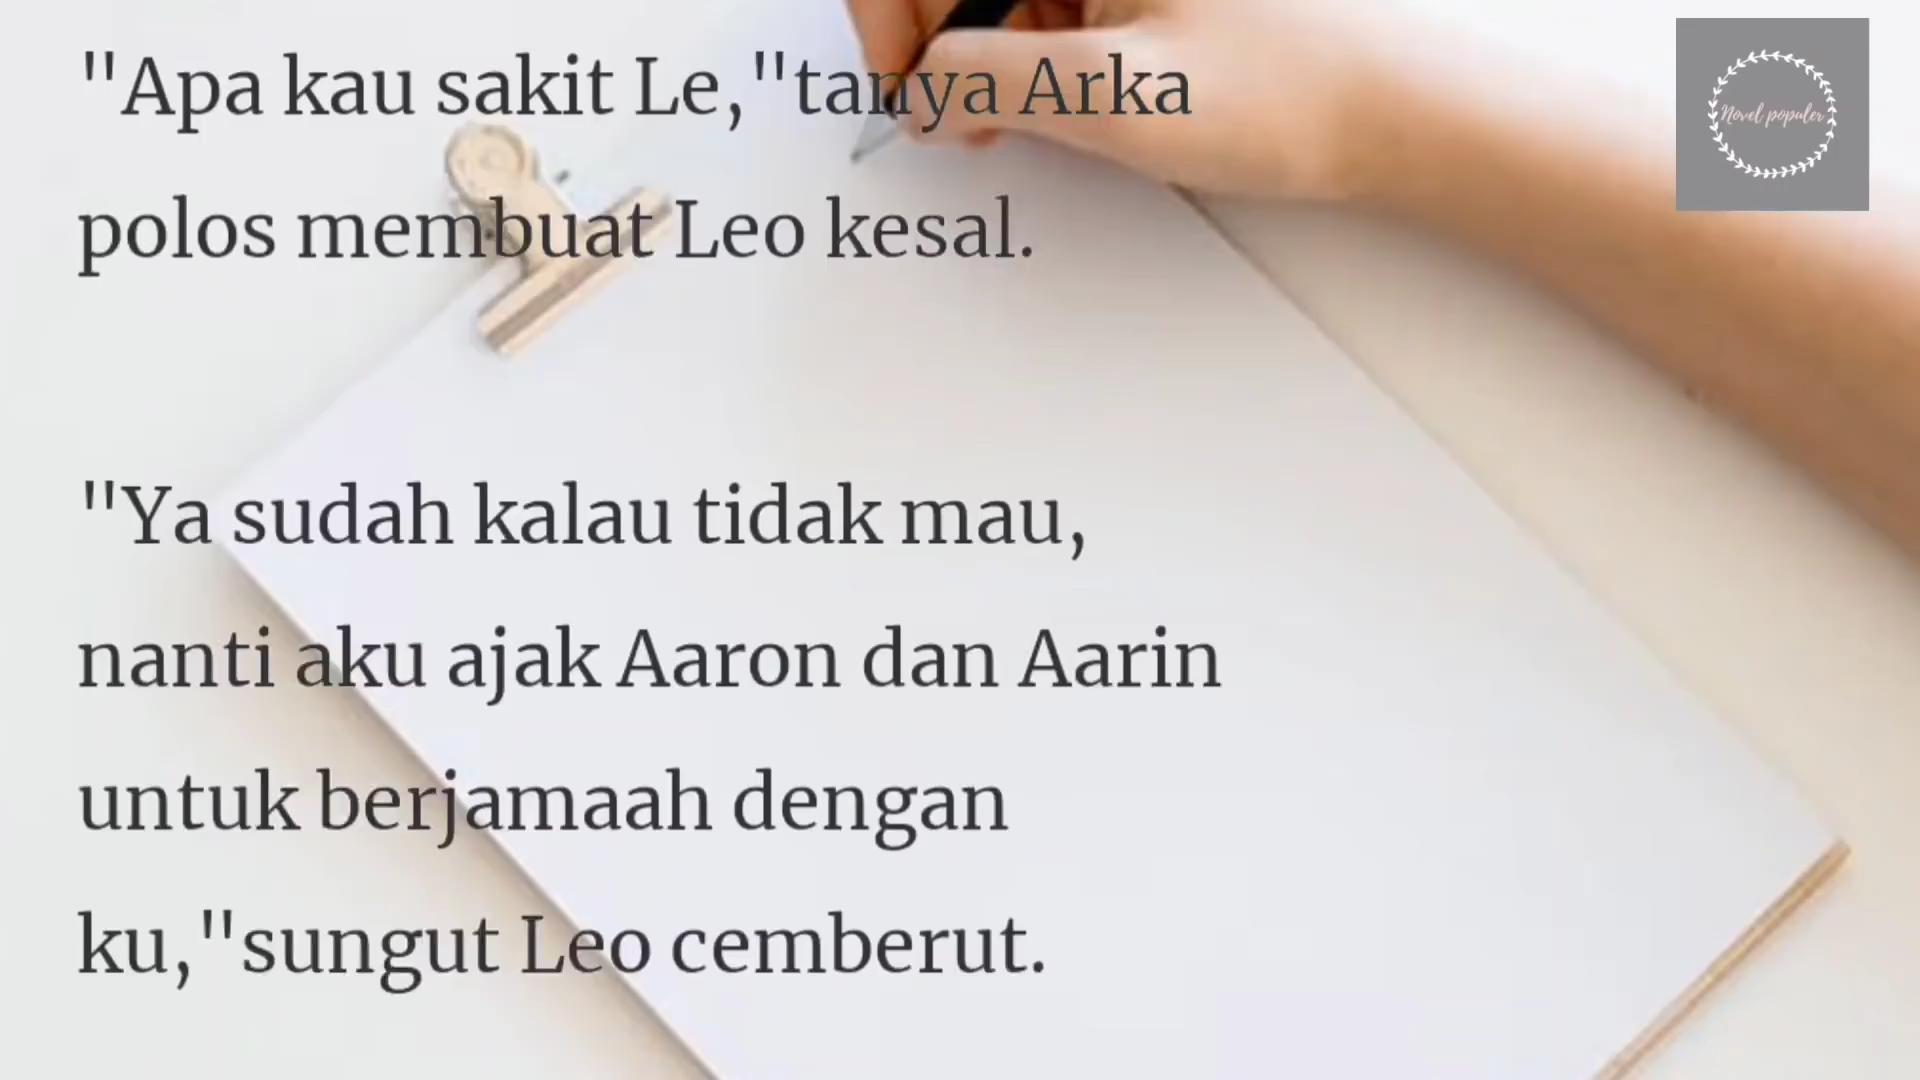 "Apa kau sakit Le,"tanya Arka
polos membuat Leo kesal.
"Ya sudah kalau tidak mau,
nanti aku ajak Aaron dan Aarin
untuk berjamaah dengan
ku,"sungut Leo cemberut.
Novel populer